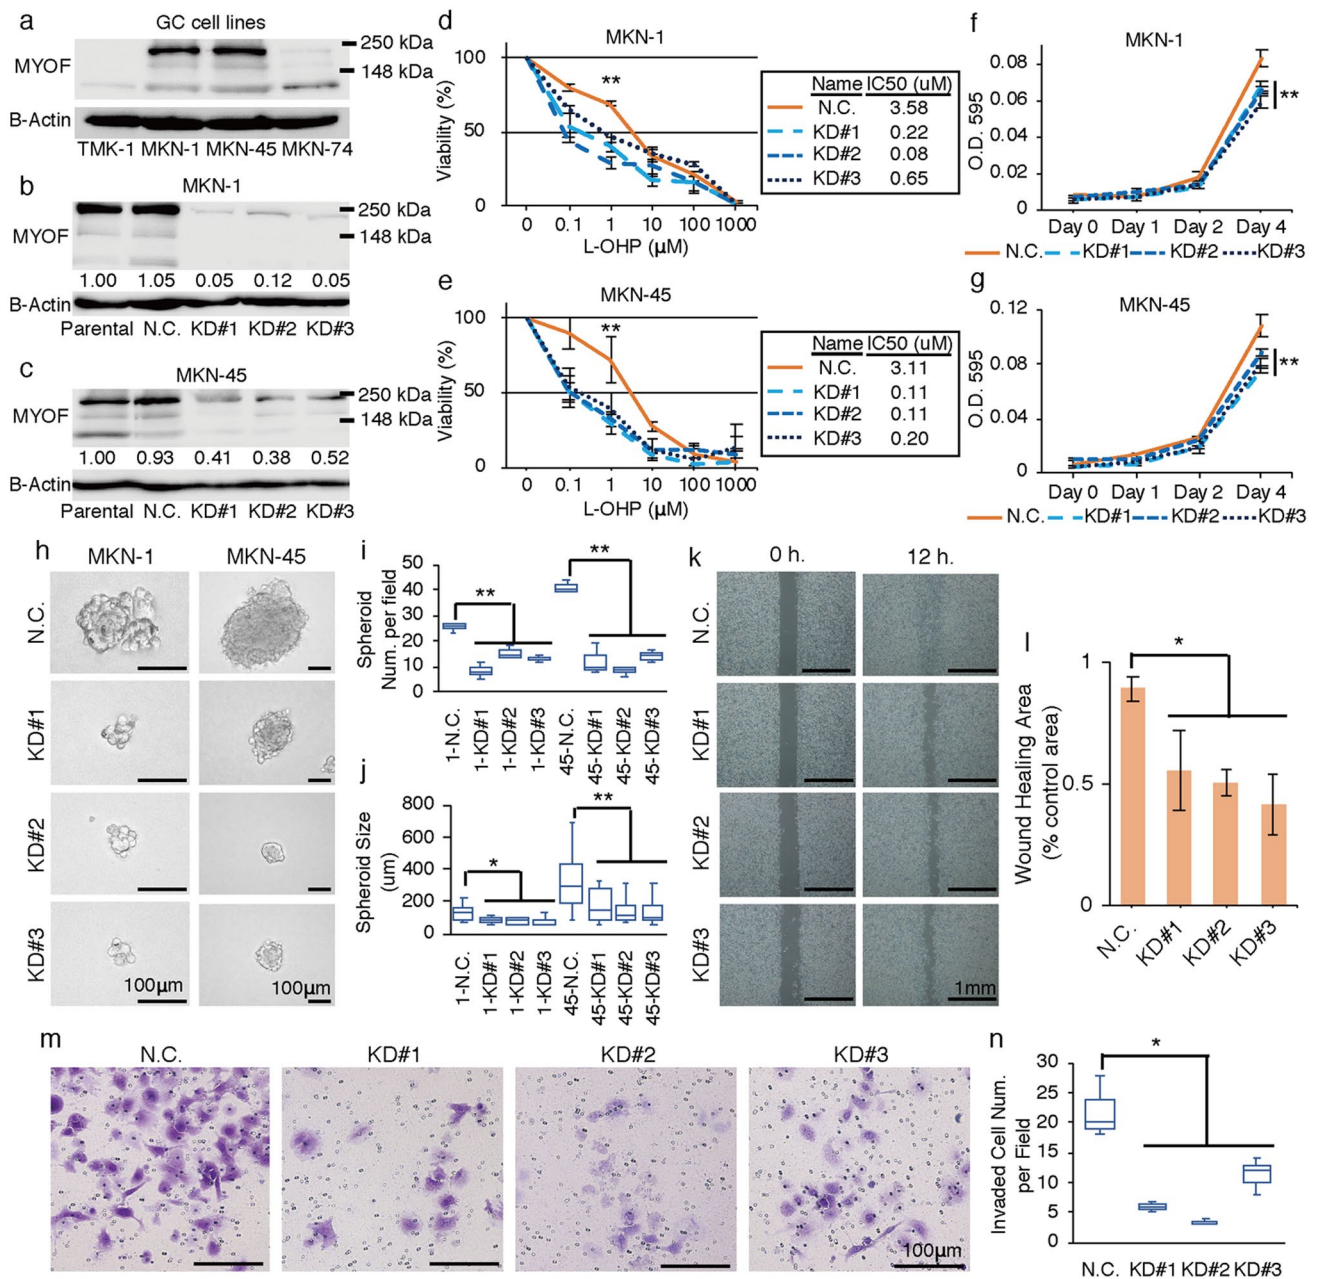 a
GC cell lines
MYOF
250 kDa
148 kDa
B-Actin
TMK-1 MKN-1 MKN-45 MKN-74
b
MKN-1
MYOF
250 kDa
148 kDa
1.00 1.05 0.05 0.12 0.05
B-Actin
Parental N.C. KD#1 KD#2 KD#3
c
MKN-45
MYOF
250 kDa
148 kDa
1.00 0.93 0.41 0.38 0.52
B-Actin
Parental N.C. KD#1 KD#2 KD#3
d
MKN-1
Viability (%)
100
50
0
**
0 0.1 1 10 100 1000
L-OHP (µM)
Name IC50 (uM)
N.C. 3.58
KD#1 0.22
KD#2 0.08
KD#3 0.65
e
MKN-45
Viability (%)
100
50
0
**
0 0.1 1 10 100 1000
L-OHP (µM)
Name IC50 (uM)
N.C. 3.11
KD#1 0.11
KD#2 0.11
KD#3 0.20
f
MKN-1
O.D. 595
0.08
0.06
0.04
0.02
0
**
Day 0 Day 1 Day 2 Day 4
N.C. KD#1 KD#2 KD#3
g
MKN-45
O.D. 595
0.12
0.08
0.04
0
**
Day 0 Day 1 Day 2 Day 4
N.C. KD#1 KD#2 KD#3
h
MKN-1 MKN-45
N.C.
KD#1
KD#2
KD#3
100µm 100µm
i
Spheroid
Num. per field
50
40
30
20
10
0
**
**
1-N.C.
1-KD#1
1-KD#2
1-KD#3
45-N.C.
45-KD#1
45-KD#2
45-KD#3
j
Spheroid Size
(um)
800
600
400
200
0
*
**
1-N.C.
1-KD#1
1-KD#2
1-KD#3
45-N.C.
45-KD#1
45-KD#2
45-KD#3
k
0 h. 12 h.
N.C.
KD#1
KD#2
KD#3
1mm
l
Wound Healing Area
(% control area)
1
0.5
0
*
N.C.
KD#1
KD#2
KD#3
m
N.C. KD#1 KD#2 KD#3
100µm
n
Invaded Cell Num.
per Field
30
25
20
15
10
5
0
*
N.C. KD#1 KD#2 KD#3